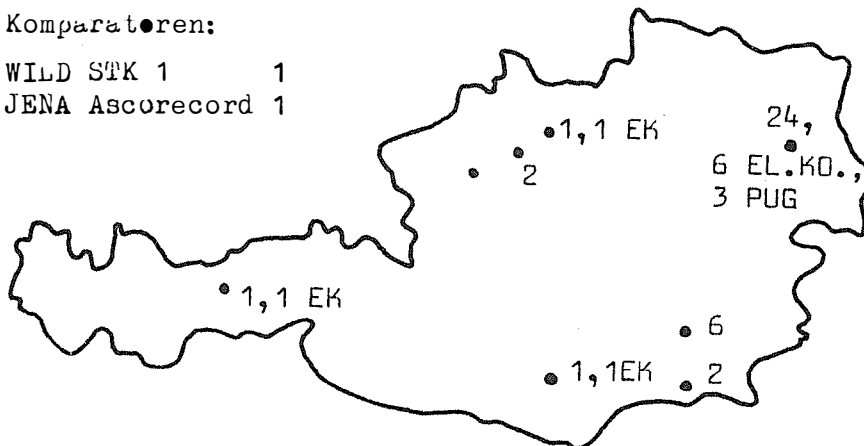 Komparatoren:
WILD STK 1 1
JENA Ascorecord 1
1,1 EK
2
24,
6 EL.KO.,
3 PUG
1,1 EK
6
1,1EK
2